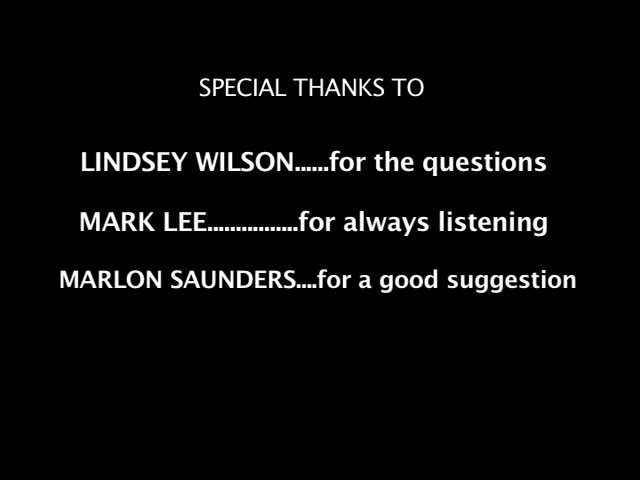 SPECIAL THANKS TO
LINDSEY WILSON......for the questions
MARK LEE................for always listening
MARLON SAUNDERS....for a good suggestion